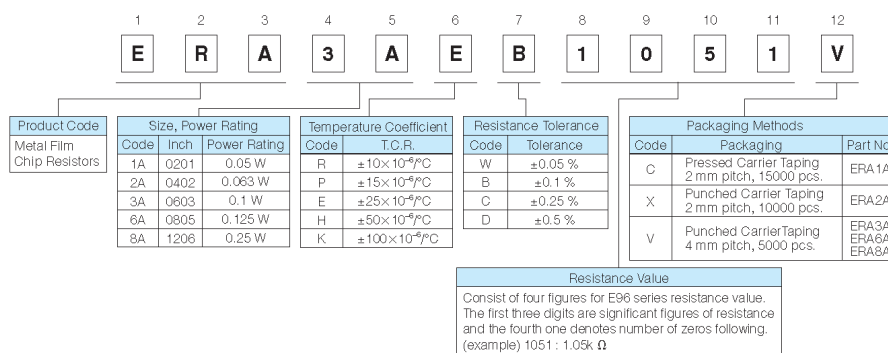 1 2 3 4 5 6 7 8 9 10 11 12
E R A 3 A E B 1 0 5 1 V
Product Code
Metal Film
Chip Resistors
Size, Power Rating
Code Inch Power Rating
1A 0201 0.05 W
2A 0402 0.063 W
3A 0603 0.1 W
6A 0805 0.125 W
8A 1206 0.25 W
Temperature Coefficient
Code T.C.R.
R ±10×10⁻⁶/°C
P ±15×10⁻⁶/°C
E ±25×10⁻⁶/°C
H ±50×10⁻⁶/°C
K ±100×10⁻⁶/°C
Resistance Tolerance
Code Tolerance
W ±0.05 %
B ±0.1 %
C ±0.25 %
D ±0.5 %
Packaging Methods
Code Packaging Part No
C Pressed Carrier Taping
2 mm pitch, 15000 pcs. ERA1A
X Punched Carrier Taping
2 mm pitch, 10000 pcs. ERA2A
V Punched CarrierTaping
4 mm pitch, 5000 pcs. ERA3A
ERA6A
ERA8A
Resistance Value
Consist of four figures for E96 series resistance value.
The first three digits are significant figures of resistance
and the fourth one denotes number of zeros following.
(example) 1051 : 1.05k Ω